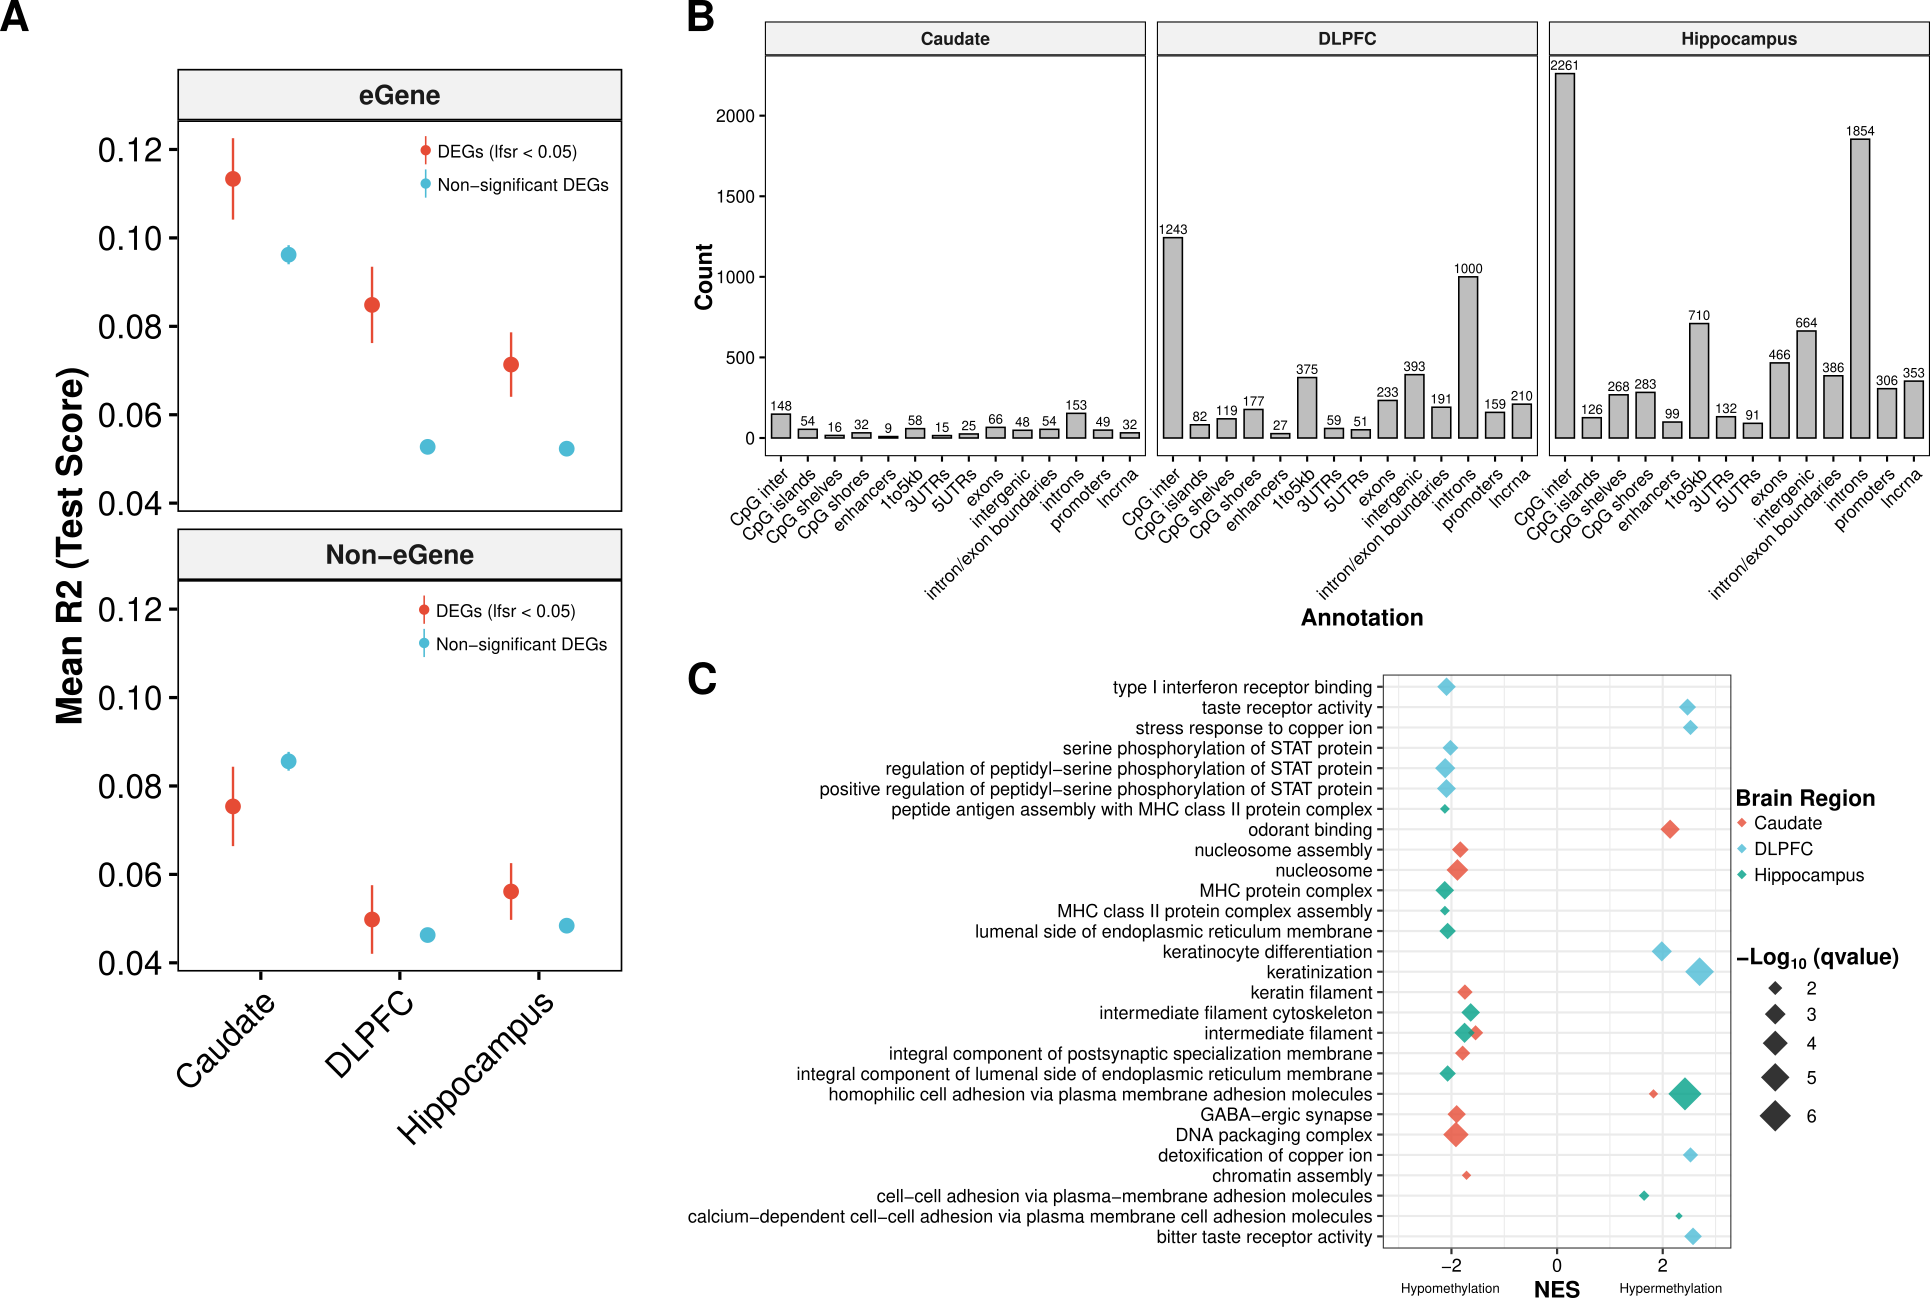 A
eGene
DEGs (lfsr < 0.05)
Non−significant DEGs
0.12
0.10
0.08
0.06
0.04
Non−eGene
DEGs (lfsr < 0.05)
Non−significant DEGs
0.12
0.10
0.08
0.06
0.04
Mean R2 (Test Score)
Caudate
DLPFC
Hippocampus
B
Caudate
DLPFC
Hippocampus
Count
2000
1500
1000
500
0
148
54
16
32
9
58
15
25
66
48
54
153
49
32
1243
82
119
177
27
375
59
51
233
393
191
1000
159
210
2261
126
268
283
99
710
132
91
466
664
386
1854
306
353
CpG inter
CpG islands
CpG shelves
CpG shores
enhancers
1to5kb
3UTRs
5UTRs
exons
intergenic
intron/exon boundaries
introns
promoters
lncrna
CpG inter
CpG islands
CpG shelves
CpG shores
enhancers
1to5kb
3UTRs
5UTRs
exons
intergenic
intron/exon boundaries
introns
promoters
lncrna
CpG inter
CpG islands
CpG shelves
CpG shores
enhancers
1to5kb
3UTRs
5UTRs
exons
intergenic
intron/exon boundaries
introns
promoters
lncrna
Annotation
C
type I interferon receptor binding
taste receptor activity
stress response to copper ion
serine phosphorylation of STAT protein
regulation of peptidyl−serine phosphorylation of STAT protein
positive regulation of peptidyl−serine phosphorylation of STAT protein
peptide antigen assembly with MHC class II protein complex
odorant binding
nucleosome assembly
nucleosome
MHC protein complex
MHC class II protein complex assembly
lumenal side of endoplasmic reticulum membrane
keratinocyte differentiation
keratinization
keratin filament
intermediate filament cytoskeleton
intermediate filament
integral component of postsynaptic specialization membrane
integral component of lumenal side of endoplasmic reticulum membrane
homophilic cell adhesion via plasma membrane adhesion molecules
GABA−ergic synapse
DNA packaging complex
detoxification of copper ion
chromatin assembly
cell−cell adhesion via plasma−membrane adhesion molecules
calcium−dependent cell−cell adhesion via plasma membrane cell adhesion molecules
bitter taste receptor activity
−2
0
2
Hypomethylation
NES
Hypermethylation
Brain Region
Caudate
DLPFC
Hippocampus
−Log10 (qvalue)
2
3
4
5
6